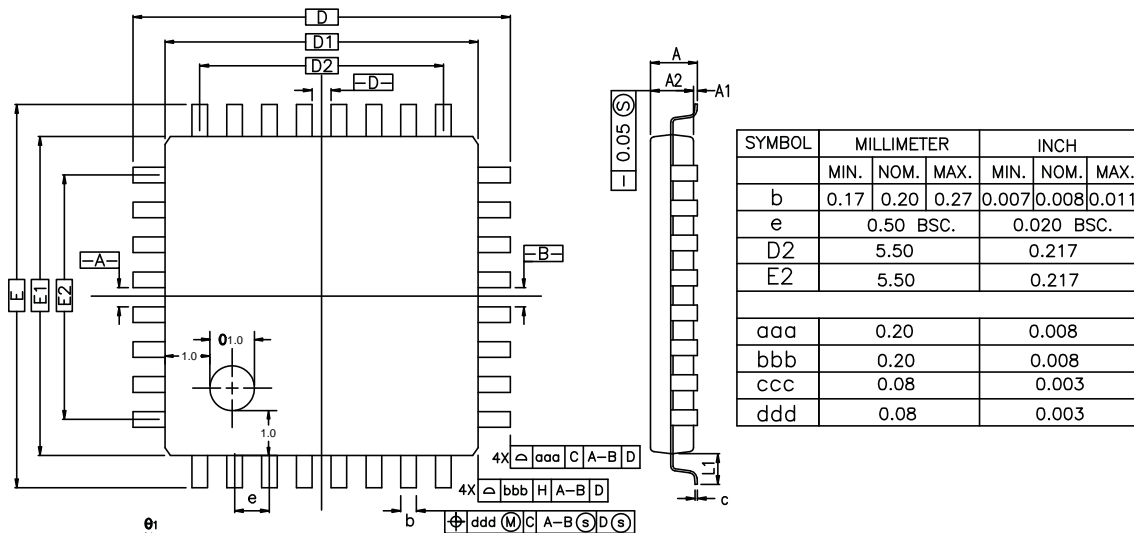 D
D1
D2
-D-
A
A2
A1
— 0.05 Ⓢ
E
E1
E2
-A-
-B-
1.0
01.0
1.0
e
b
4X ⌓ aaa C A-B D
4X ⌓ bbb H A-B D
⌖ ddd Ⓜ C A-B Ⓢ D Ⓢ
θ1
L1
c
SYMBOL MILLIMETER INCH
MIN. NOM. MAX. MIN. NOM. MAX.
b 0.17 0.20 0.27 0.007 0.008 0.011
e 0.50 BSC. 0.020 BSC.
D2 5.50 0.217
E2 5.50 0.217
aaa 0.20 0.008
bbb 0.20 0.008
ccc 0.08 0.003
ddd 0.08 0.003